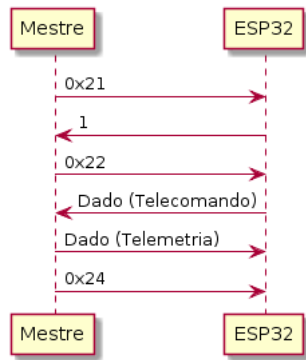 Mestre ESP32
0x21
1
0x22
Dado (Telecomando)
Dado (Telemetria)
0x24
Mestre ESP32